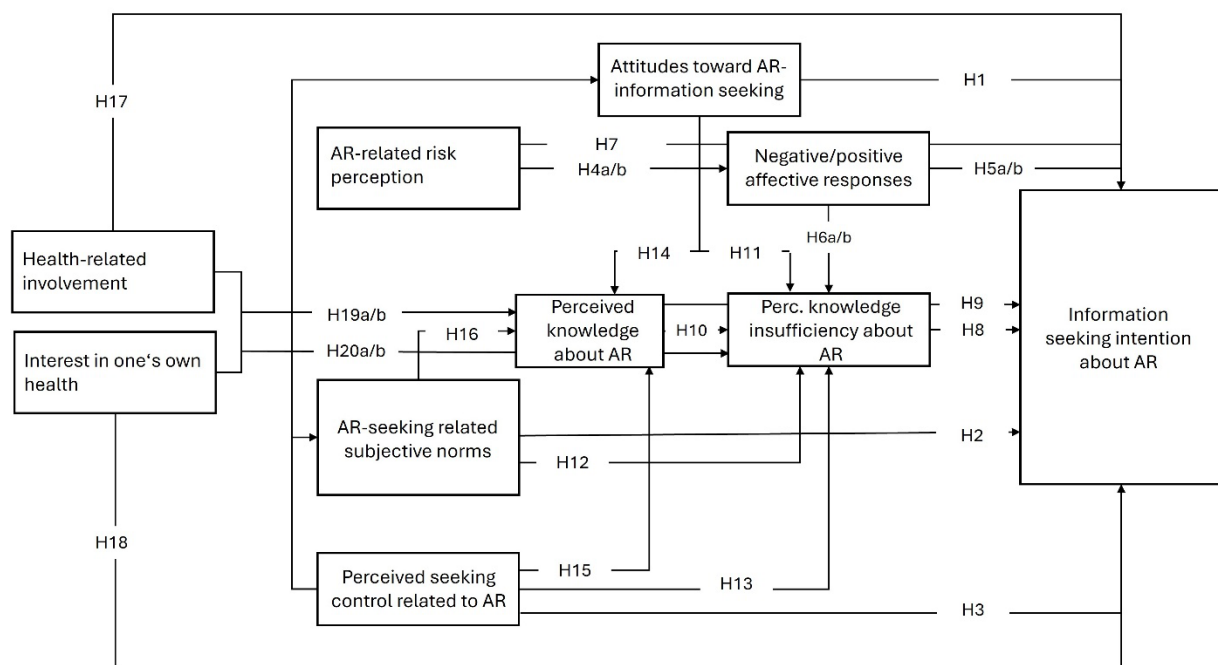 Attitudes toward AR-
information seeking
H1
H17
H7
AR-related risk
perception
H4a/b
Negative/positive
affective responses
H5a/b
H6a/b
Health-related
involvement
H14
H11
H19a/b
Perceived
knowledge
about AR
Perc. knowledge
insufficiency about
AR
H9
H10
H8
Information
seeking intention
about AR
H16
H20a/b
Interest in one‘s own
health
AR-seeking related
subjective norms
H2
H12
H18
Perceived seeking
control related to AR
H15
H13
H3